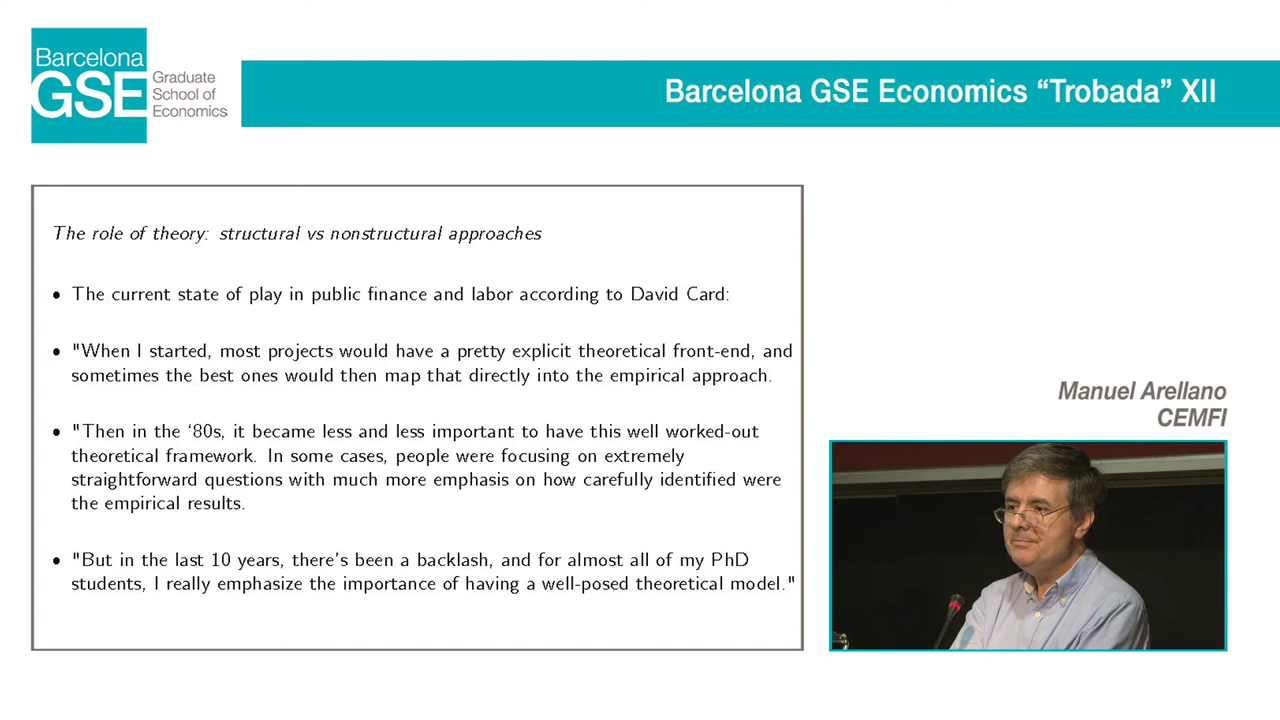 Barcelona
GSE
Graduate
School of
Economics
Barcelona GSE Economics “Trobada” XII
The role of theory: structural vs nonstructural approaches
• The current state of play in public finance and labor according to David Card:
• "When I started, most projects would have a pretty explicit theoretical front-end, and
sometimes the best ones would then map that directly into the empirical approach.
• "Then in the ‘80s, it became less and less important to have this well worked-out
theoretical framework. In some cases, people were focusing on extremely
straightforward questions with much more emphasis on how carefully identified were
the empirical results.
• "But in the last 10 years, there's been a backlash, and for almost all of my PhD
students, I really emphasize the importance of having a well-posed theoretical model."
Manuel Arellano
CEMFI